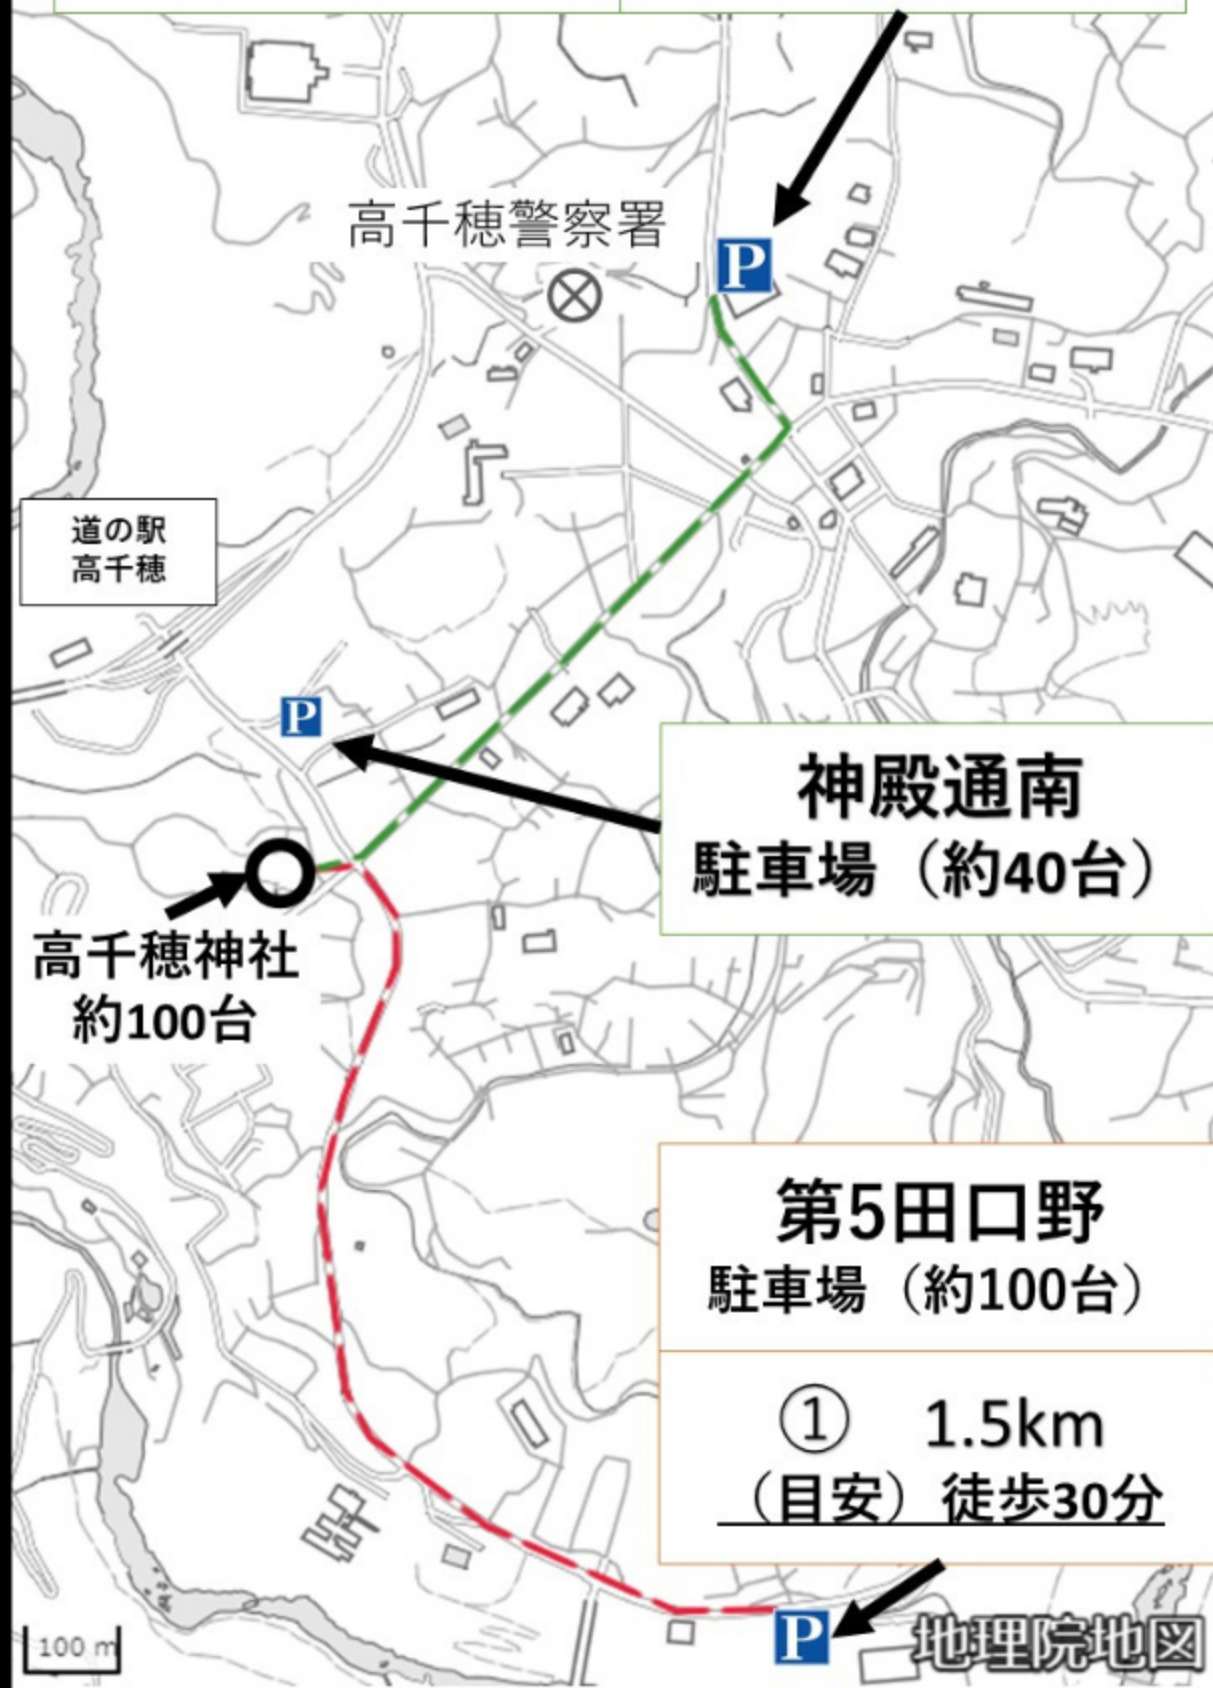 高千穂警察署
P
道の駅
高千穂
P
神殿通南
駐車場（約40台）
高千穂神社
約100台
第5田口野
駐車場（約100台）
① 1.5km
（目安）徒歩30分
P
100 m
地理院地図